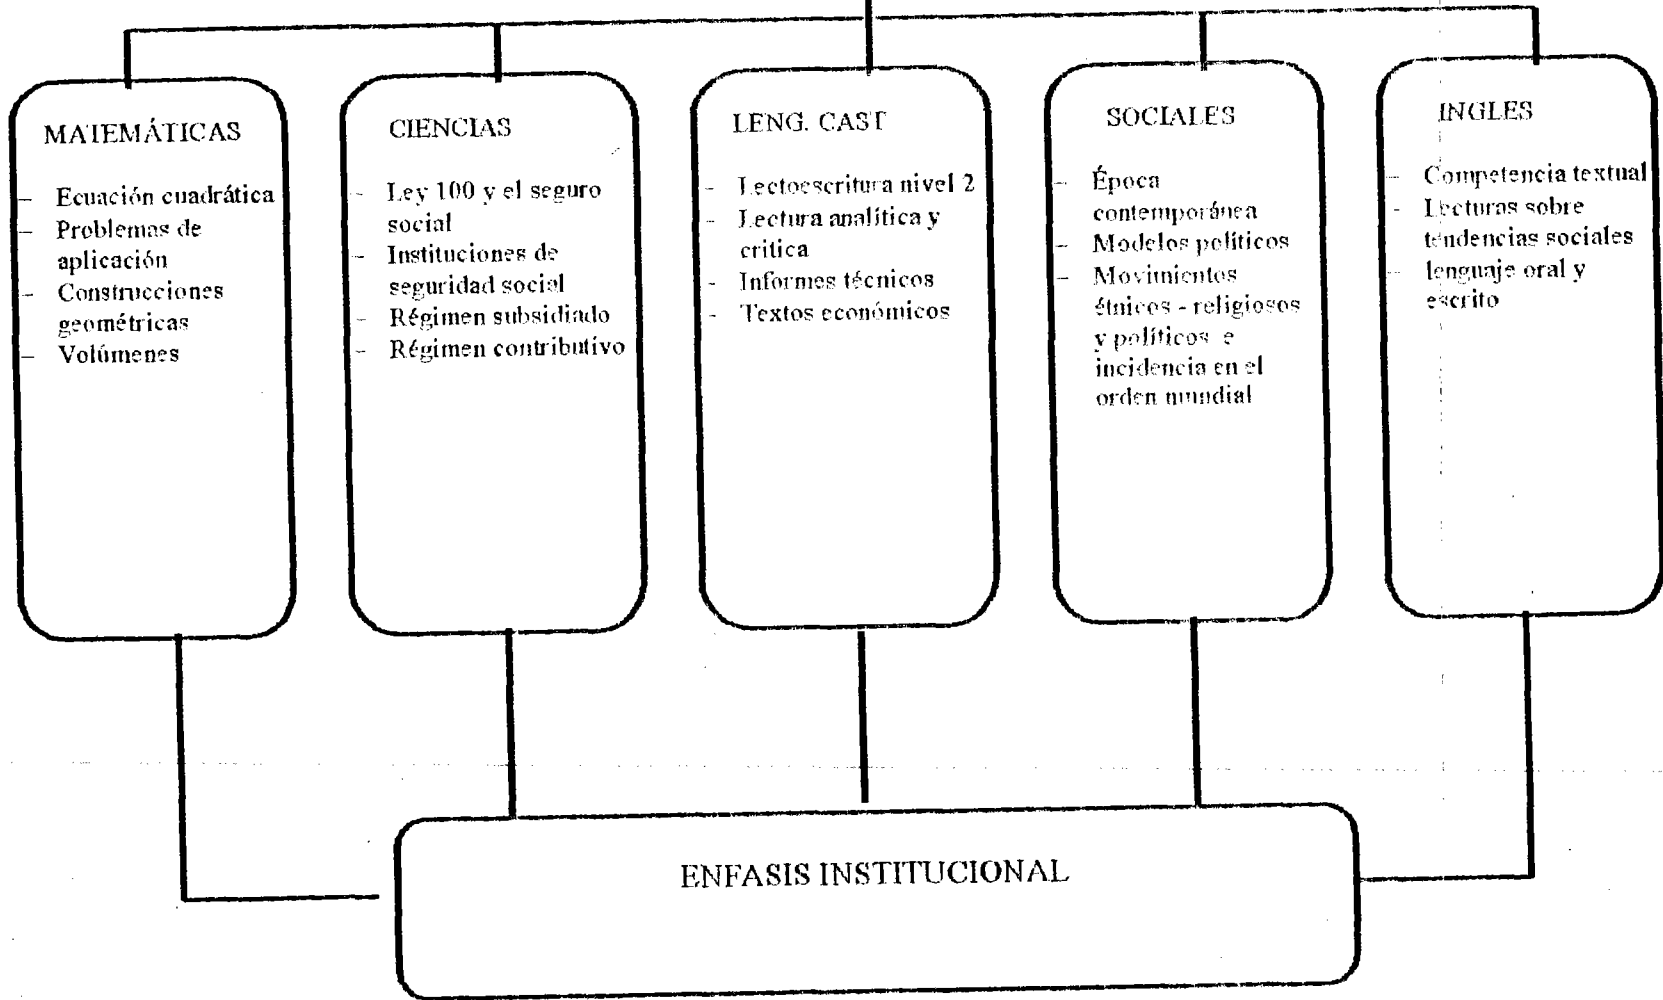 MATEMÁTICAS
– Ecuación cuadrática
– Problemas de
aplicación
– Construcciones
geométricas
– Volúmenes
CIENCIAS
– Ley 100 y el seguro
social
– Instituciones de
seguridad social
– Régimen subsidiado
– Régimen contributivo
LENG. CAST
- Lectoescritura nivel 2
- Lectura analítica y
critica
- Informes técnicos
- Textos económicos
SOCIALES
– Época
contemporánea
– Modelos políticos
– Movimientos
étnicos - religiosos
y políticos e
incidencia en el
orden mundial
INGLES
– Competencia textual
- Lecturas sobre
tendencias sociales
– lenguaje oral y
escrito
ENFASIS INSTITUCIONAL